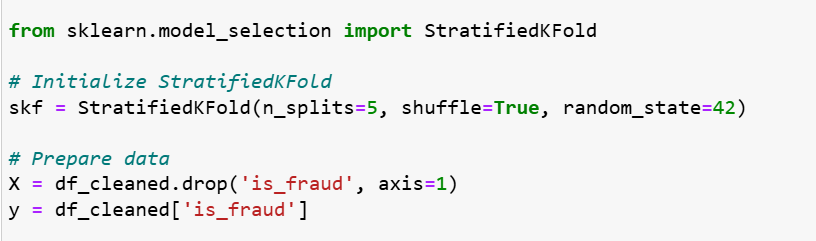 from sklearn.model_selection import StratifiedKFold
# Initialize StratifiedKFold
skf = StratifiedKFold(n_splits=5, shuffle=True, random_state=42)
# Prepare data
X = df_cleaned.drop('is_fraud', axis=1)
y = df_cleaned['is_fraud']